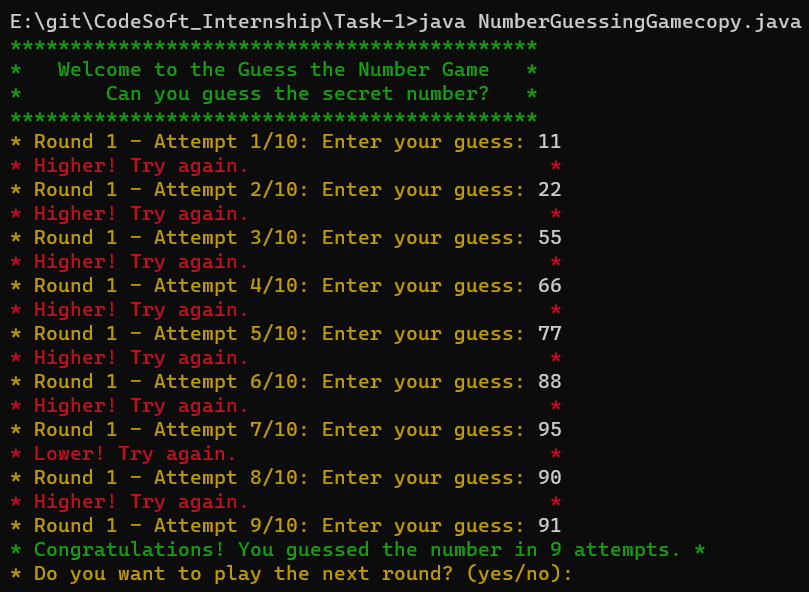 E:\git\CodeSoft_Internship\Task-1>java NumberGuessingGamecopy.java
********************************************
*   Welcome to the Guess the Number Game   *
*       Can you guess the secret number?   *
********************************************
* Round 1 - Attempt 1/10: Enter your guess: 11
* Higher! Try again.                         *
* Round 1 - Attempt 2/10: Enter your guess: 22
* Higher! Try again.                         *
* Round 1 - Attempt 3/10: Enter your guess: 55
* Higher! Try again.                         *
* Round 1 - Attempt 4/10: Enter your guess: 66
* Higher! Try again.                         *
* Round 1 - Attempt 5/10: Enter your guess: 77
* Higher! Try again.                         *
* Round 1 - Attempt 6/10: Enter your guess: 88
* Higher! Try again.                         *
* Round 1 - Attempt 7/10: Enter your guess: 95
* Lower! Try again.                          *
* Round 1 - Attempt 8/10: Enter your guess: 90
* Higher! Try again.                         *
* Round 1 - Attempt 9/10: Enter your guess: 91
* Congratulations! You guessed the number in 9 attempts. *
* Do you want to play the next round? (yes/no):